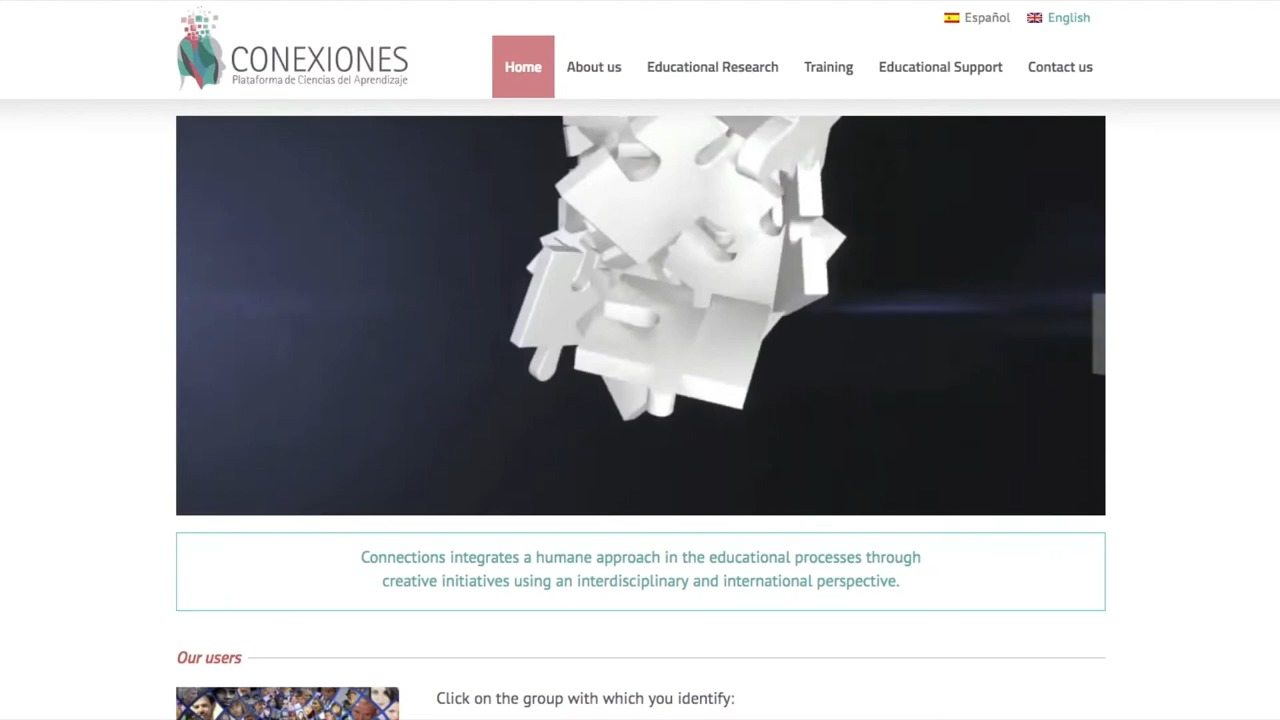 Español English
CONEXIONES
Plataforma de Ciencias del Aprendizaje
Home About us Educational Research Training Educational Support Contact us
Connections integrates a humane approach in the educational processes through
creative initiatives using an interdisciplinary and international perspective.
Our users
Click on the group with which you identify: